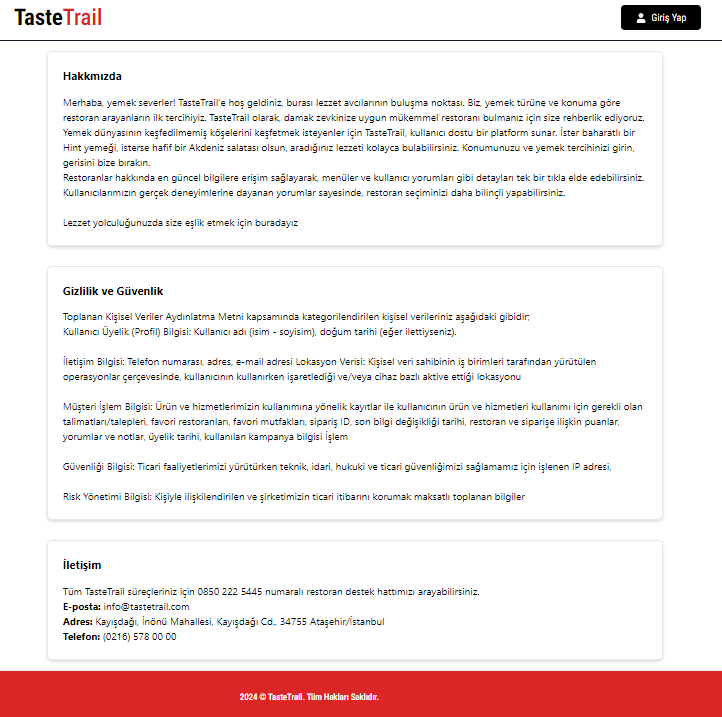 TasteTrail
Giriş Yap
Hakkmızda
Merhaba, yemek severler! TasteTrail'e hoş geldiniz, burası lezzet avcılarının buluşma noktası. Biz, yemek türüne ve konuma göre
restoran arayanların ilk tercihiyiz. TasteTrail olarak, damak zevkinize uygun mükemmel restoranı bulmanız için size rehberlik ediyoruz.
Yemek dünyasının keşfedilmemiş köşelerini keşfetmek isteyenler için TasteTrail, kullanıcı dostu bir platform sunar. İster baharatlı bir
Hint yemeği, isterse hafif bir Akdeniz salatası olsun, aradığınız lezzeti kolayca bulabilirsiniz. Konumunuzu ve yemek tercihinizi girin,
gerisini bize bırakın.
Restoranlar hakkında en güncel bilgilere erişim sağlayarak, menüler ve kullanıcı yorumları gibi detayları tek bir tıkla elde edebilirsiniz.
Kullanıcılarımızın gerçek deneyimlerine dayanan yorumlar sayesinde, restoran seçiminizi daha bilinçli yapabilirsiniz.
Lezzet yolculuğunuzda size eşlik etmek için buradayız
Gizlilik ve Güvenlik
Toplanan Kişisel Veriler Aydınlatma Metni kapsamında kategorilendirilen kişisel verileriniz aşağıdaki gibidir;
Kullanıcı Üyelik (Profil) Bilgisi: Kullanıcı adı (isim - soyisim), doğum tarihi (eğer ilettiyseniz).
İletişim Bilgisi: Telefon numarası, adres, e-mail adresi Lokasyon Verisi: Kişisel veri sahibinin iş birimleri tarafından yürütülen
operasyonlar çerçevesinde, kullanıcının kullanırken işaretlediği ve/veya cihaz bazlı aktive ettiği lokasyonu
Müşteri İşlem Bilgisi: Ürün ve hizmetlerimizin kullanımına yönelik kayıtlar ile kullanıcının ürün ve hizmetleri kullanımı için gerekli olan
talimatları/talepleri, favori restoranları, favori mutfakları, sipariş ID, son bilgi değişikliği tarihi, restoran ve siparişe ilişkin puanlar,
yorumlar ve notlar, üyelik tarihi, kullanılan kampanya bilgisi İşlem
Güvenliği Bilgisi: Ticari faaliyetlerimizi yürütürken teknik, idari, hukuki ve ticari güvenliğimizi sağlamamız için işlenen IP adresi,
Risk Yönetimi Bilgisi: Kişiyle ilişkilendirilen ve şirketimizin ticari itibarını korumak maksatlı toplanan bilgiler
İletişim
Tüm TasteTrail süreçleriniz için 0850 222 5445 numaralı restoran destek hattımızı arayabilirsiniz.
E-posta: info@tastetrail.com
Adres: Kayışdağı, İnönü Mahallesi, Kayışdağı Cd., 34755 Ataşehir/İstanbul
Telefon: (0216) 578 00 00
2024 © TasteTrail. Tüm Hakları Saklıdır.